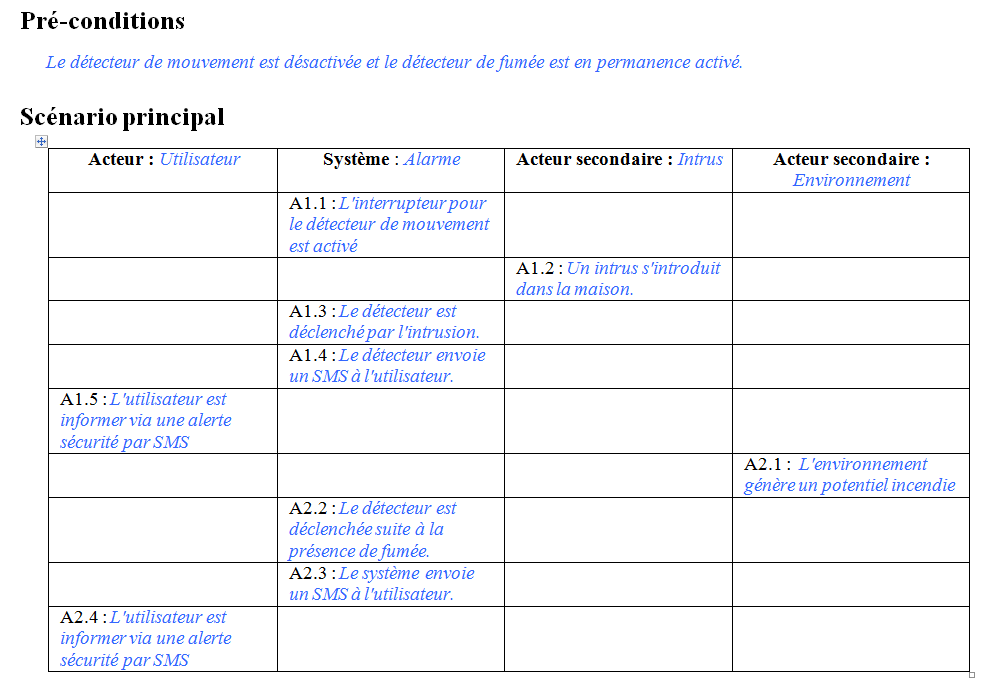 Pré-conditions
Le détecteur de mouvement est désactivée et le détecteur de fumée est en permanence activé.
Scénario principal
Acteur : Utilisateur
Système : Alarme
Acteur secondaire : Intrus
Acteur secondaire :
Environnement
A1.1 : L'interrupteur pour
le détecteur de mouvement
est activé
A1.2 : Un intrus s'introduit
dans la maison.
A1.3 : Le détecteur est
déclenché par l'intrusion.
A1.4 : Le détecteur envoie
un SMS à l'utilisateur.
A1.5 : L'utilisateur est
informer via une alerte
sécurité par SMS
A2.1 : L'environnement
génère un potentiel incendie
A2.2 : Le détecteur est
déclenchée suite à la
présence de fumée.
A2.3 : Le système envoie
un SMS à l'utilisateur.
A2.4 : L'utilisateur est
informer via une alerte
sécurité par SMS